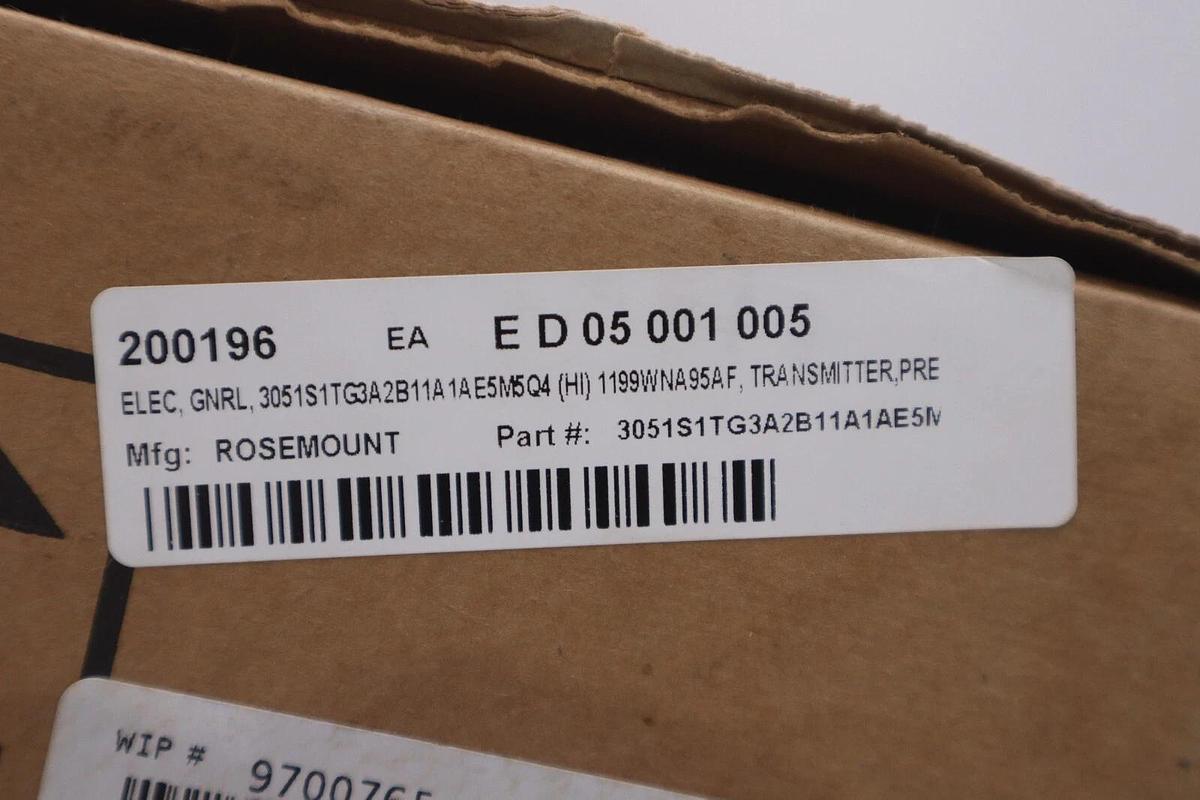 200196 EA E D 05 001 005
ELEC, GNRL, 3051S1TG3A2B11A1AE5M5Q4 (HI) 1199WNA95AF, TRANSMITTER,PRE
Mfg: ROSEMOUNT Part #: 3051S1TG3A2B11A1AE5M
WIP #